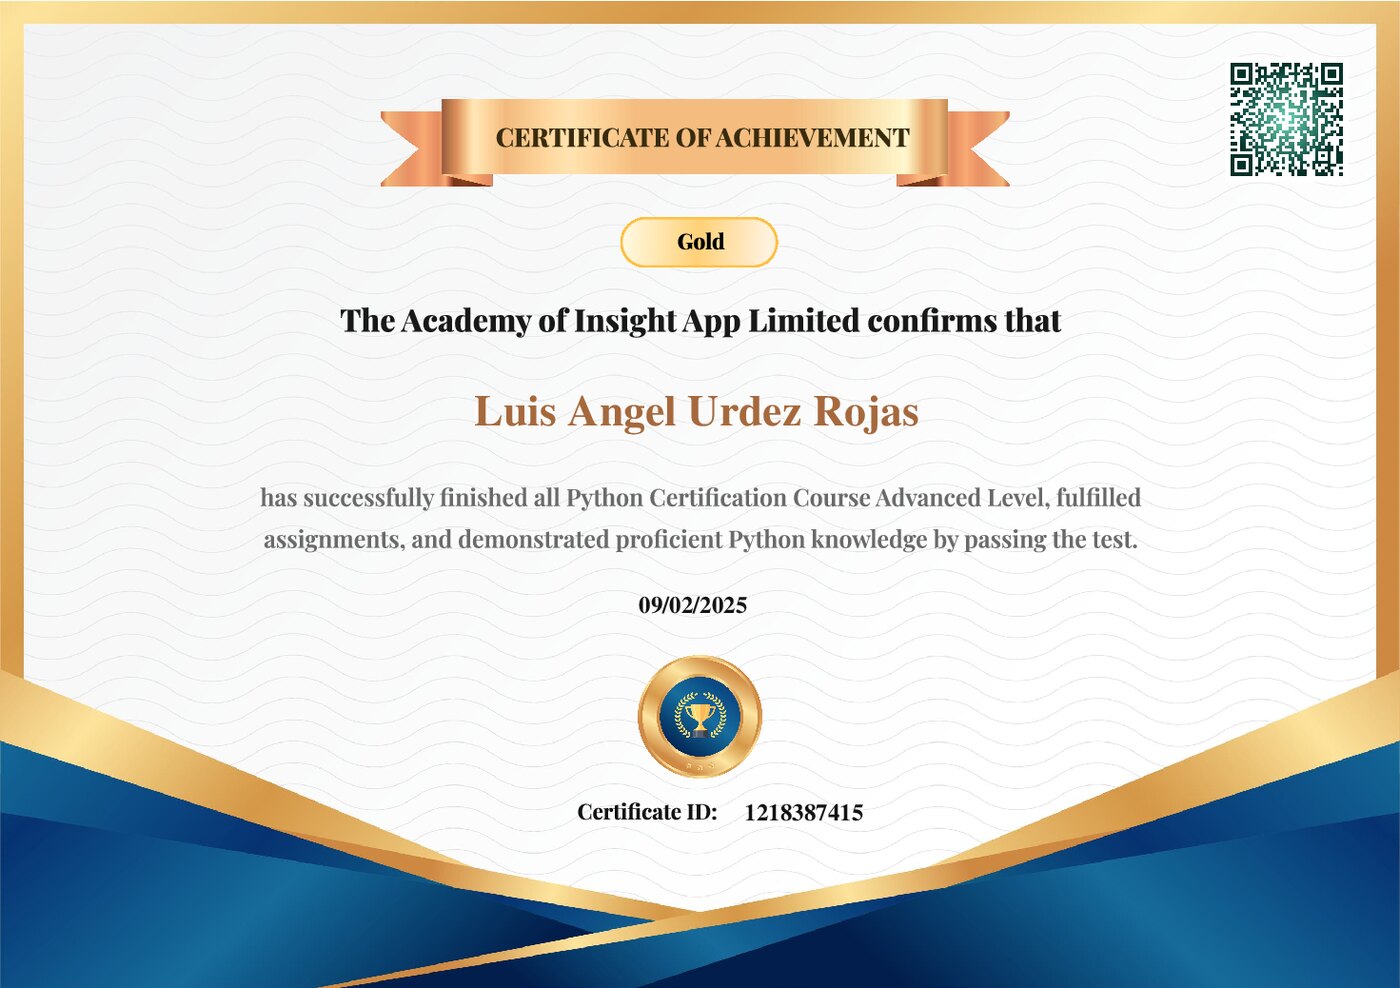 CERTIFICATE OF ACHIEVEMENT
Gold
The Academy of Insight App Limited confirms that
Luis Angel Urdez Rojas
has successfully finished all Python Certification Course Advanced Level, fulfilled
assignments, and demonstrated proficient Python knowledge by passing the test.
09/02/2025
Certificate ID: 1218387415